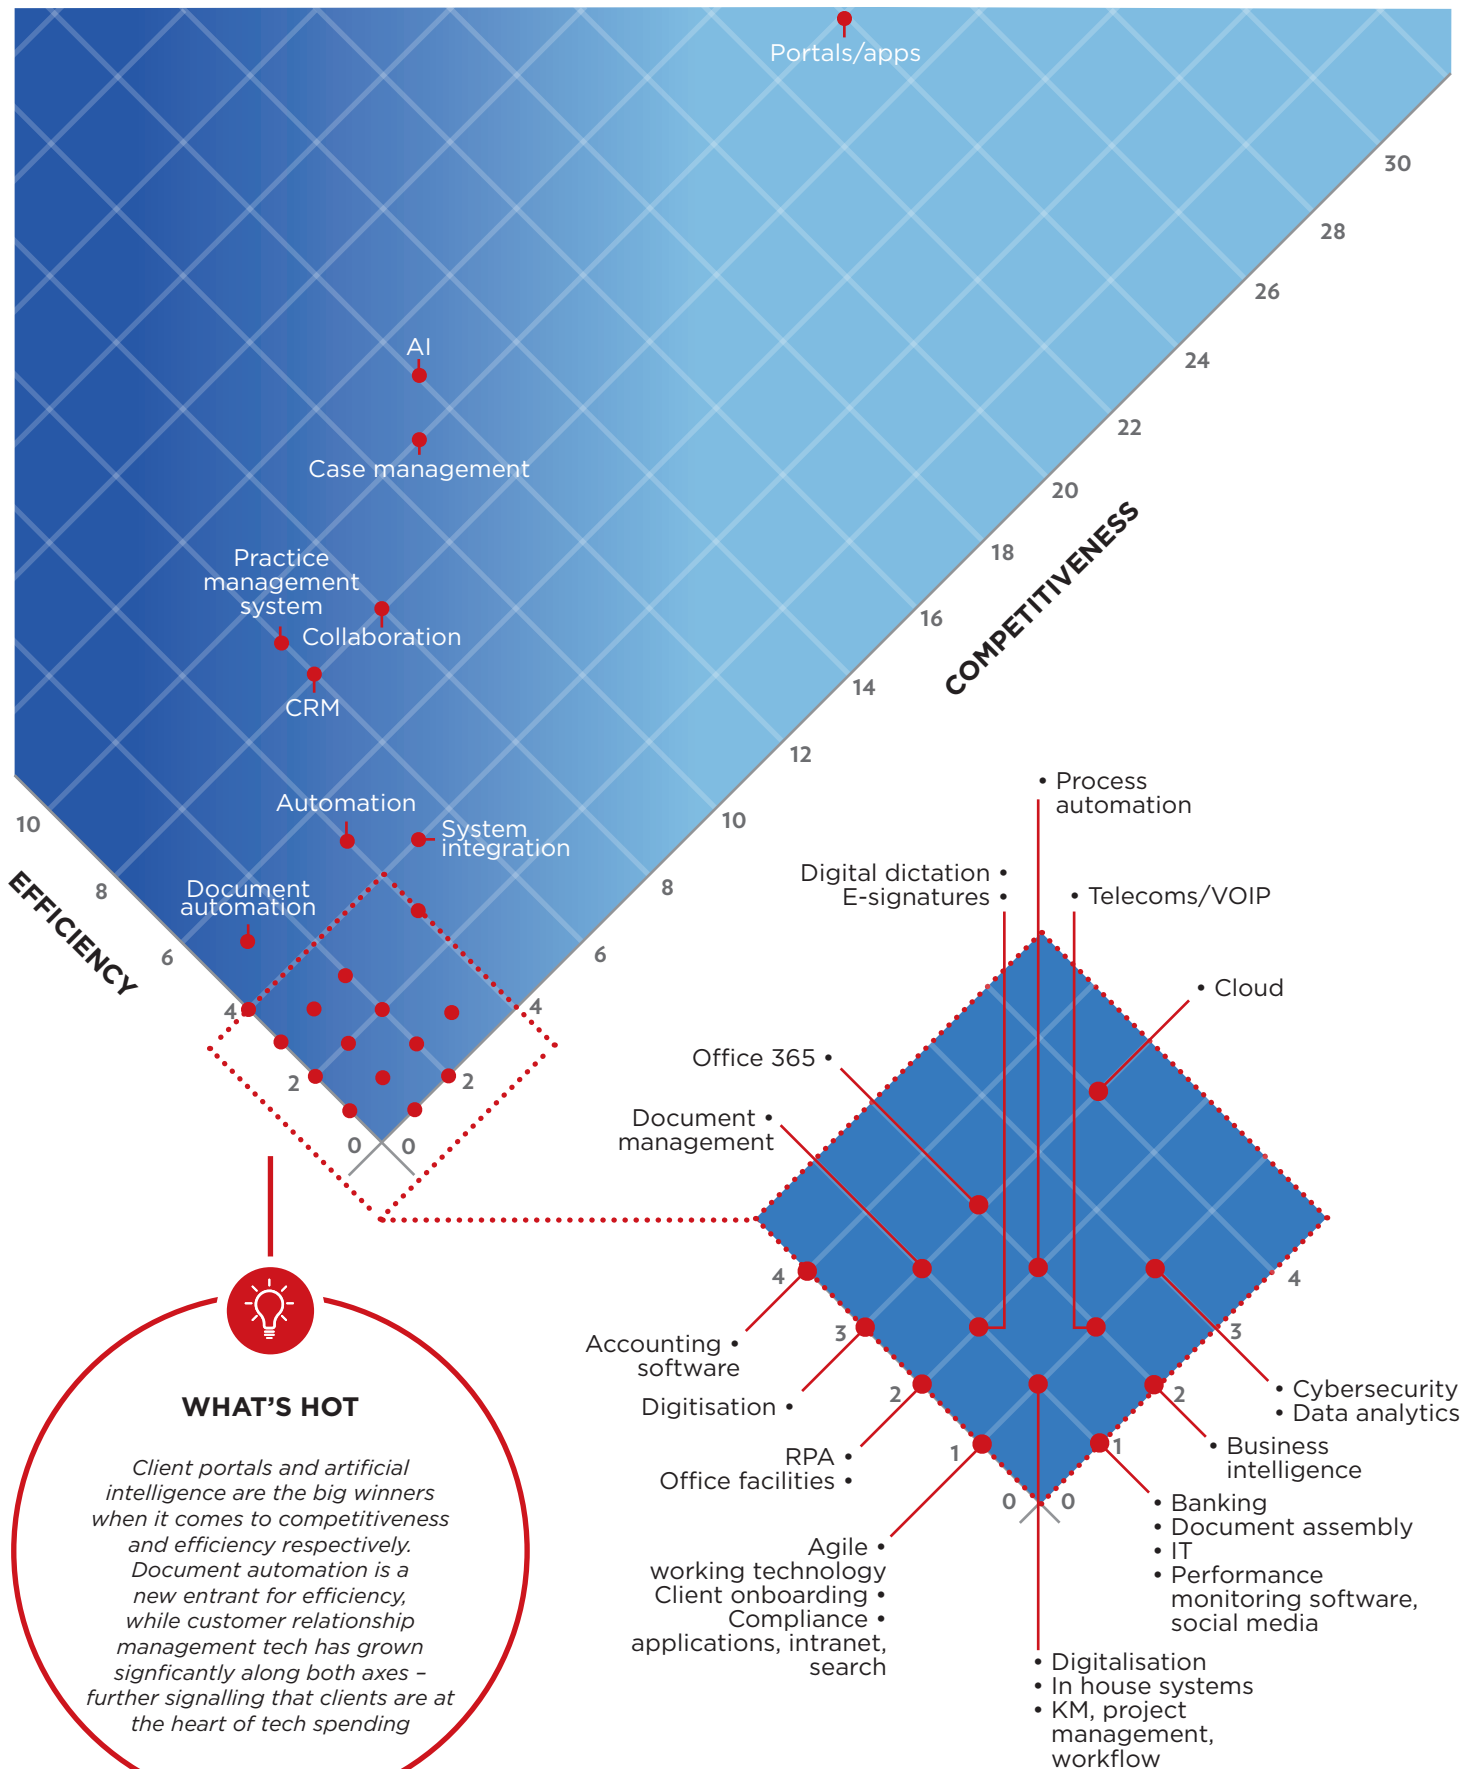 Portals/apps
30
28
26
24
22
20
18
16
14
12
10
8
6
4
2
0
COMPETITIVENESS
AI
Case management
Practice
management
system
Collaboration
CRM
Automation
System
integration
Document
automation
10
8
6
4
2
0
EFFICIENCY
• Process
automation
Digital dictation •
E-signatures •
• Telecoms/VOIP
• Cloud
Office 365 •
Document •
management
4
3
2
1
0
0
1
2
3
4
Accounting •
software
Digitisation •
RPA •
Office facilities •
Agile •
working technology
Client onboarding •
Compliance •
applications, intranet,
search
• Cybersecurity
• Data analytics
• Business
intelligence
• Banking
• Document assembly
• IT
• Performance
monitoring software,
social media
• Digitalisation
• In house systems
• KM, project
management,
workflow
WHAT'S HOT
Client portals and artificial
intelligence are the big winners
when it comes to competitiveness
and efficiency respectively.
Document automation is a
new entrant for efficiency,
while customer relationship
management tech has grown
signficantly along both axes –
further signalling that clients are at
the heart of tech spending